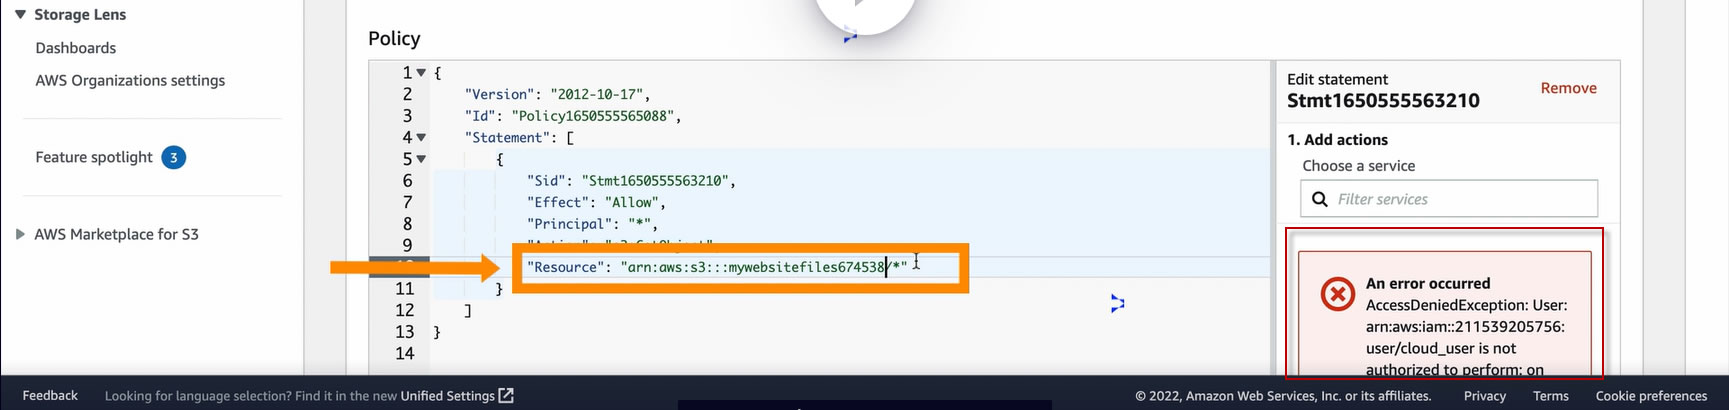 Storage Lens
Dashboards
AWS Organizations settings
Feature spotlight 3
AWS Marketplace for S3
Policy
1 {
2 "Version": "2012-10-17",
3 "Id": "Policy1650555565088",
4 "Statement": [
5 {
6 "Sid": "Stmt1650555563210",
7 "Effect": "Allow",
8 "Principal": "*",
9
"Resource": "arn:aws:s3:::mywebsitefiles674538/*"
11 }
12 ]
13 }
14
Edit statement
Stmt1650555563210
Remove
1. Add actions
Choose a service
Filter services
An error occurred
AccessDeniedException: User:
arn:aws:iam::211539205756:
user/cloud_user is not
authorized to perform: on
Feedback Looking for language selection? Find it in the new Unified Settings © 2022, Amazon Web Services, Inc. or its affiliates. Privacy Terms Cookie preferences